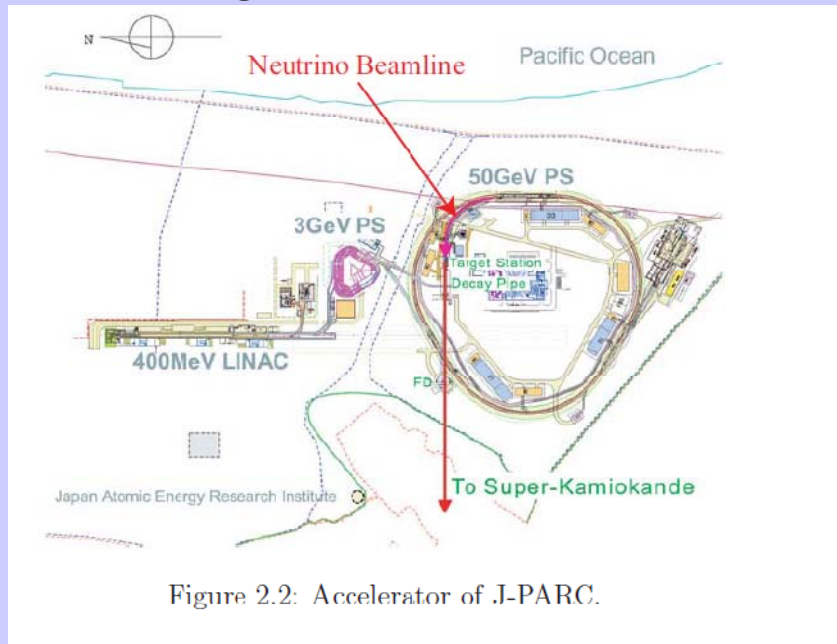 N
Neutrino Beamline
Pacific Ocean
50GeV PS
3GeV PS
Target Station
Decay Pipe
400MeV LINAC
FD
To Super-Kamiokande
Japan Atomic Energy Research Institute
Figure 2.2: Accelerator of J-PARC.